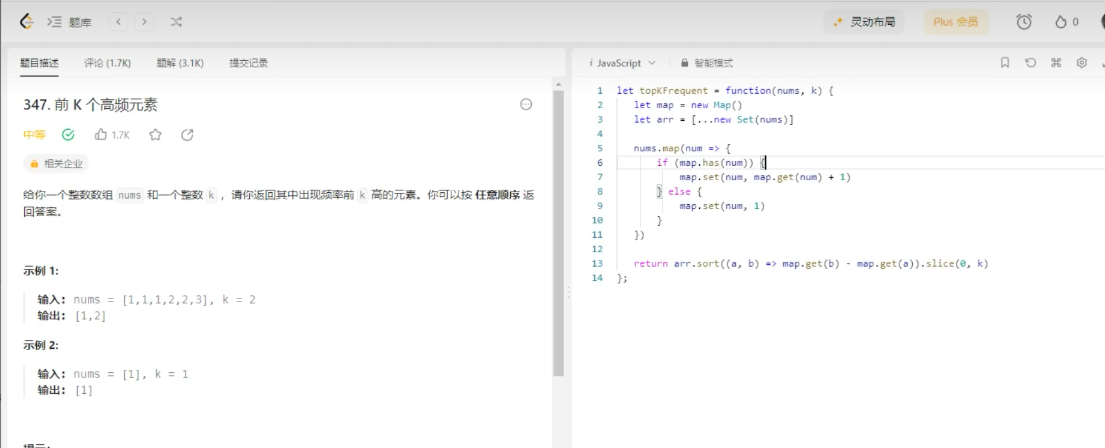 题库
灵动布局
Plus 会员
0
题目描述
评论 (1.7K)
题解 (3.1K)
提交记录
347. 前 K 个高频元素
中等
1.7K
相关企业
给你一个整数数组 nums 和一个整数 k ，请你返回其中出现频率前 k 高的元素。你可以按 任意顺序 返
回答案。
示例 1:
输入: nums = [1,1,1,2,2,3], k = 2
输出: [1,2]
示例 2:
输入: nums = [1], k = 1
输出: [1]
i JavaScript
智能模式
1 let topKFrequent = function(nums, k) {
2 let map = new Map()
3 let arr = [...new Set(nums)]
4
5 nums.map(num => {
6 if (map.has(num)) {
7 map.set(num, map.get(num) + 1)
8 } else {
9 map.set(num, 1)
10 }
11 })
12
13 return arr.sort((a, b) => map.get(b) - map.get(a)).slice(0, k)
14 };